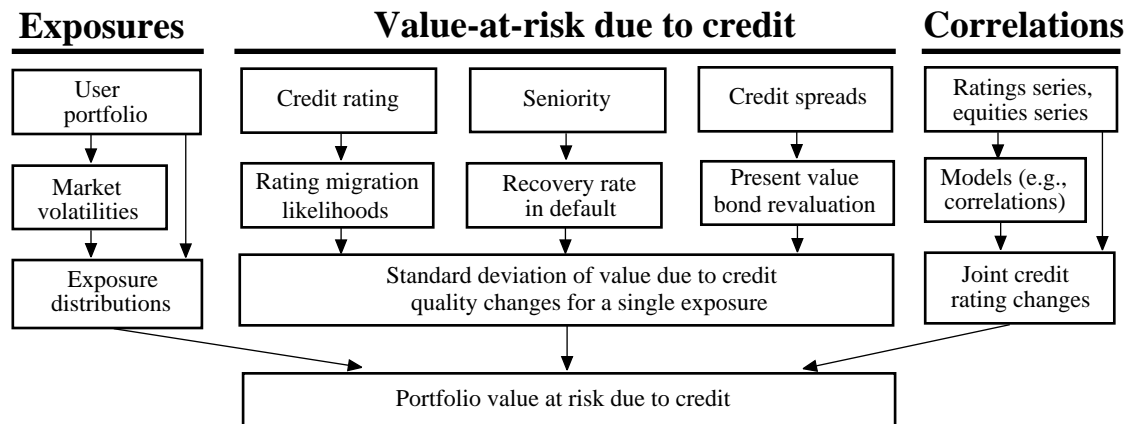 Exposures
User
portfolio
Market
volatilities
Exposure
distributions
Value-at-risk due to credit
Credit rating
Seniority
Credit spreads
Rating migration
likelihoods
Recovery rate
in default
Present value
bond revaluation
Standard deviation of value due to credit
quality changes for a single exposure
Correlations
Ratings series,
equities series
Models (e.g.,
correlations)
Joint credit
rating changes
Portfolio value at risk due to credit